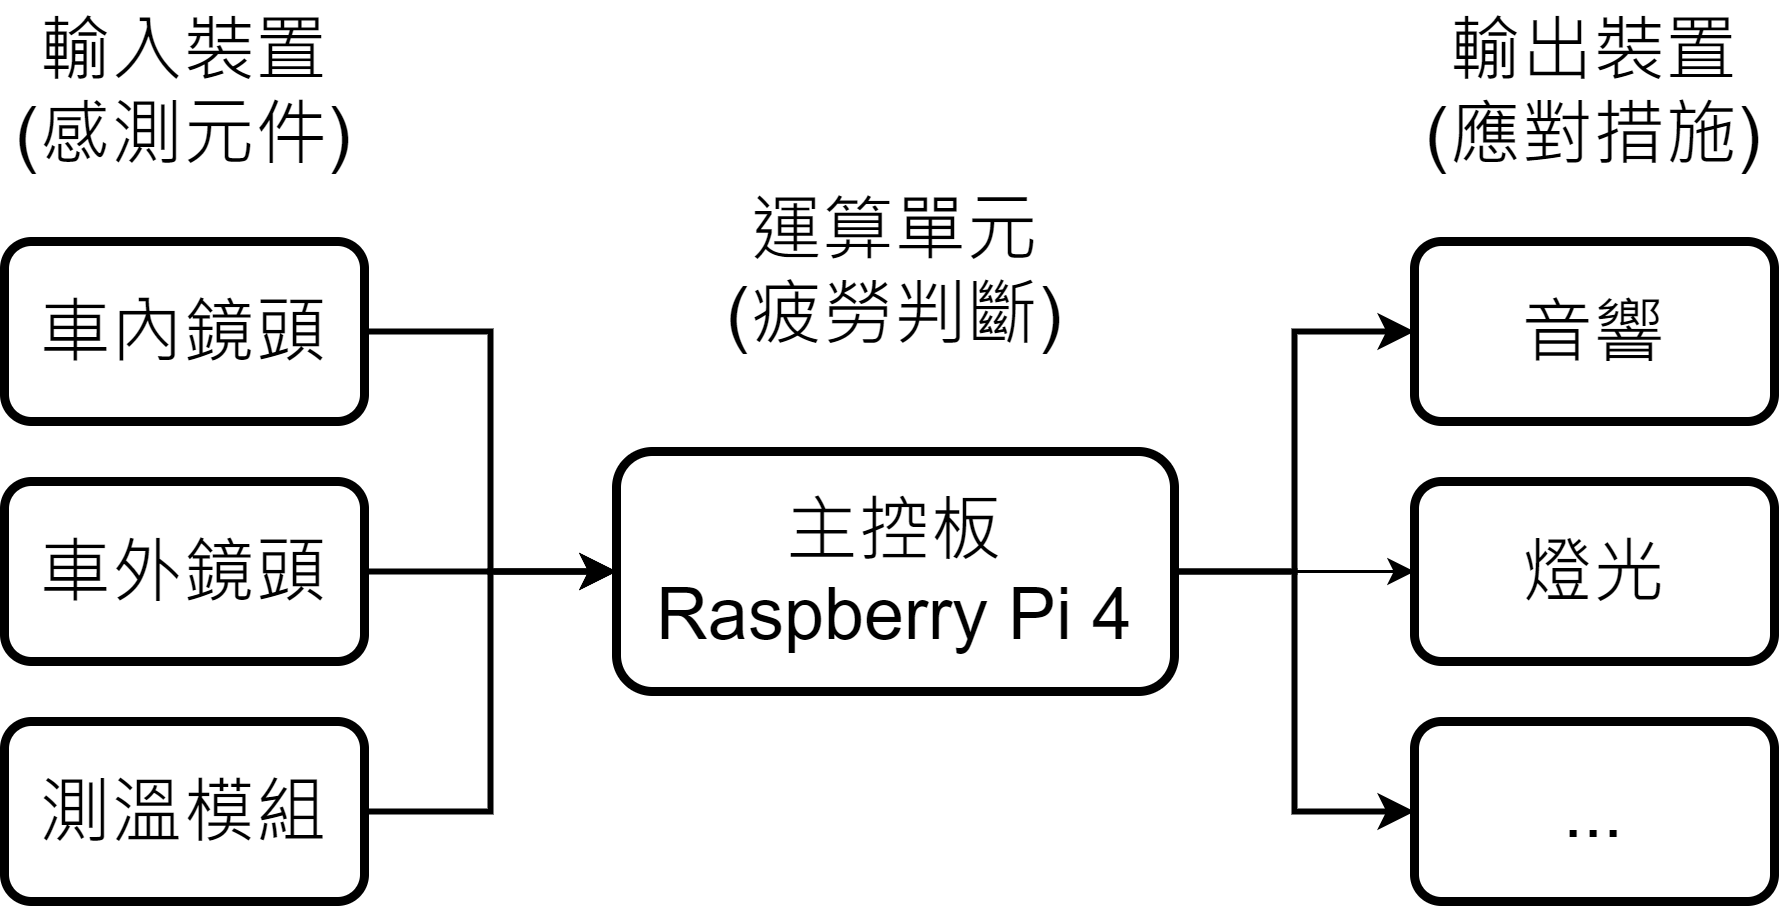 輸入裝置
(感測元件)
車內鏡頭
車外鏡頭
測溫模組
運算單元
(疲勞判斷)
主控板
Raspberry Pi 4
輸出裝置
(應對措施)
音響
燈光
...